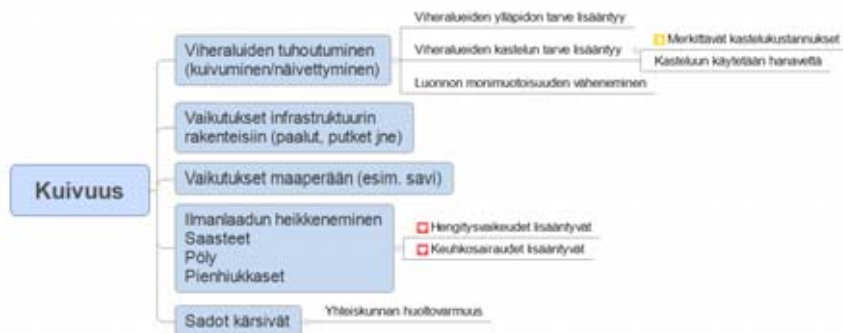 Kuivuus
Viheraluiden tuhoutuminen
(kuivuminen/näivettyminen)
Viheralueiden ylläpidon tarve lisääntyy
Viheralueiden kastelun tarve lisääntyy
Merkittävät kastelukustannukset
Kasteluun käytetään hanavettä
Luonnon monimuotoisuuden väheneminen
Vaikutukset infrastruktuurin
rakenteisiin (paalut, putket jne)
Vaikutukset maaperään (esim. savi)
Ilmanlaadun heikkeneminen
Saasteet
Pöly
Pienhiukkaset
Hengitysvaikeudet lisääntyvät
Keuhkosairaudet lisääntyvät
Sadot kärsivät
Yhteiskunnan huoltovarmuus